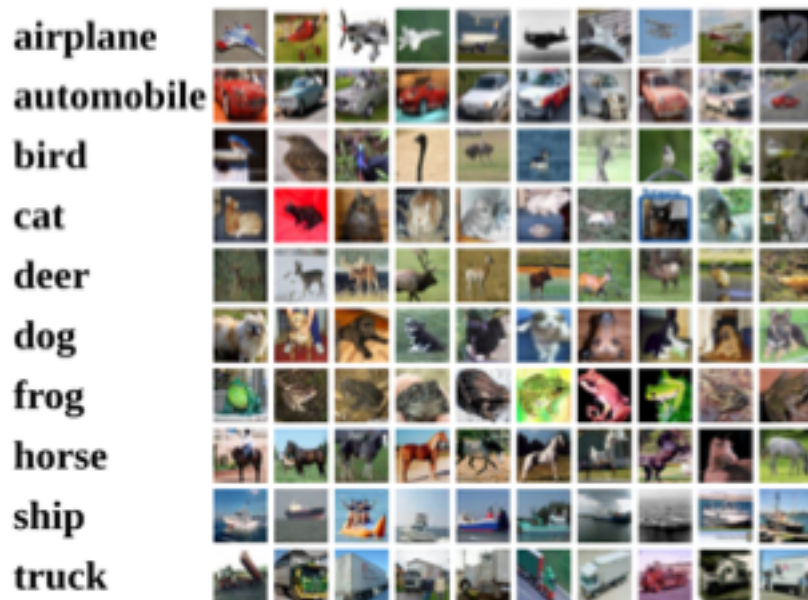 airplane
automobile
bird
cat
deer
dog
frog
horse
ship
truck